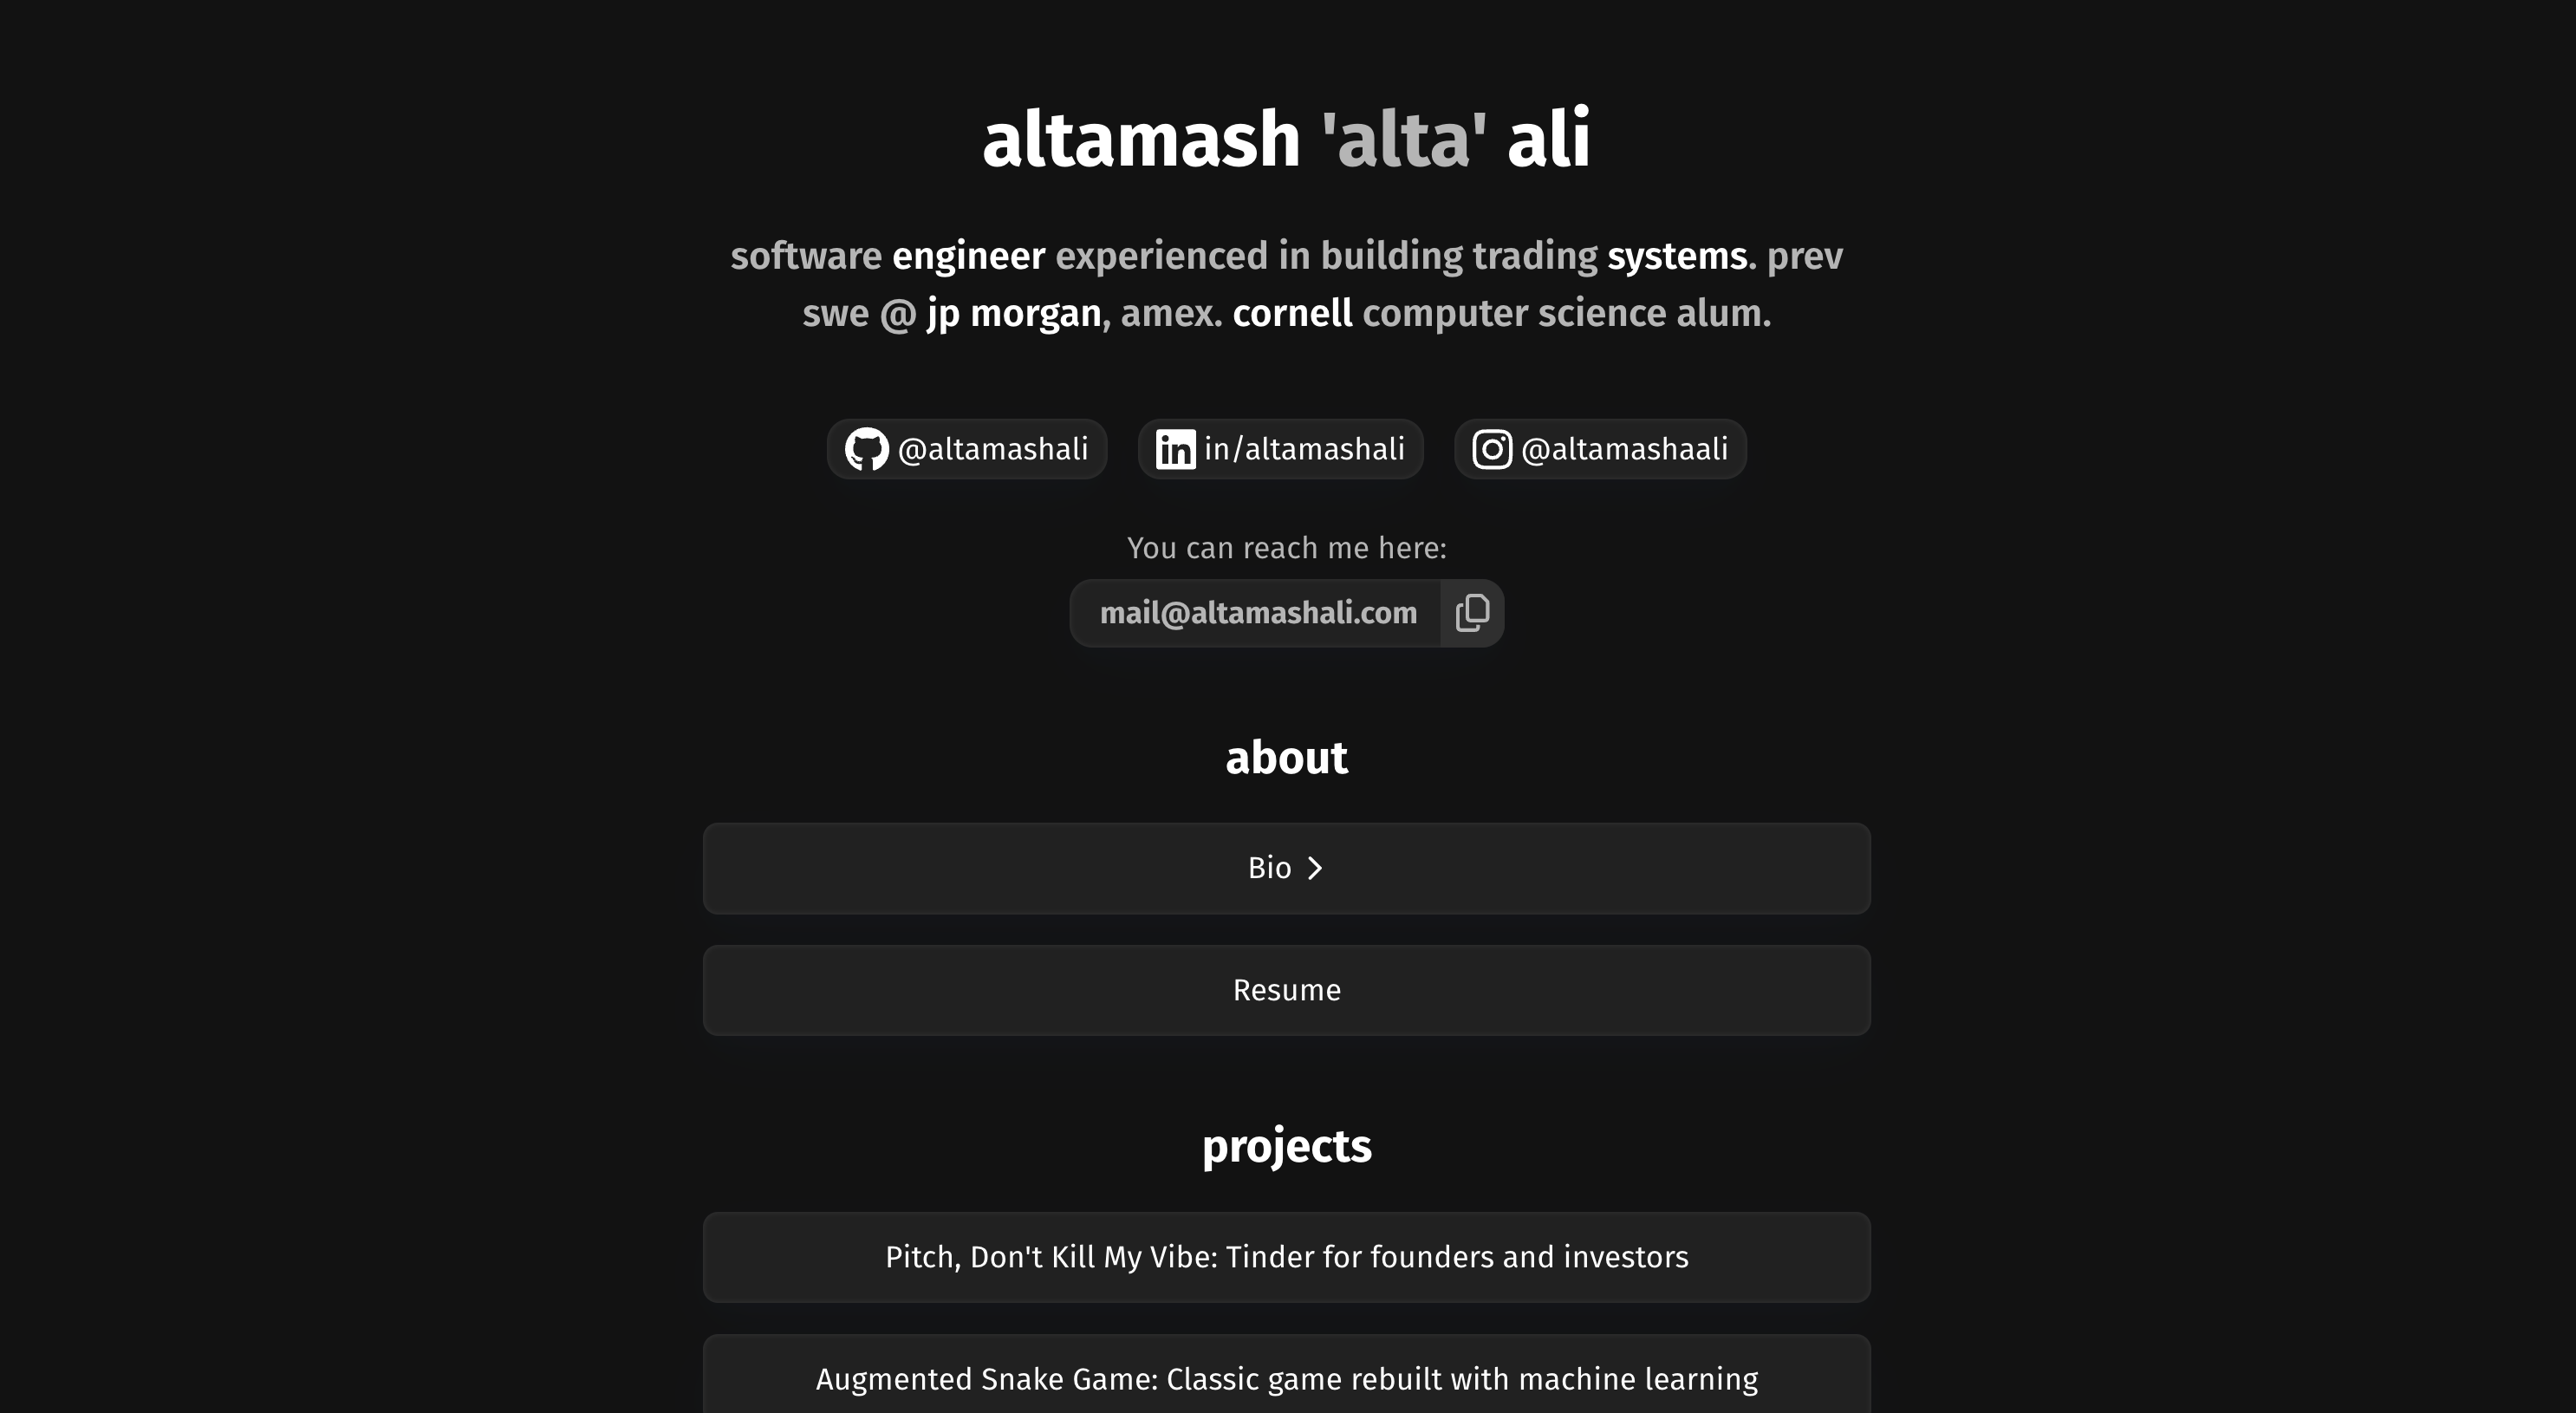 altamash 'alta' ali
software engineer experienced in building trading systems. prev
swe @ jp morgan, amex. cornell computer science alum.
@altamashali
in/altamashali
@altamashaali
You can reach me here:
mail@altamashali.com
about
Bio
Resume
projects
Pitch, Don't Kill My Vibe: Tinder for founders and investors
Augmented Snake Game: Classic game rebuilt with machine learning